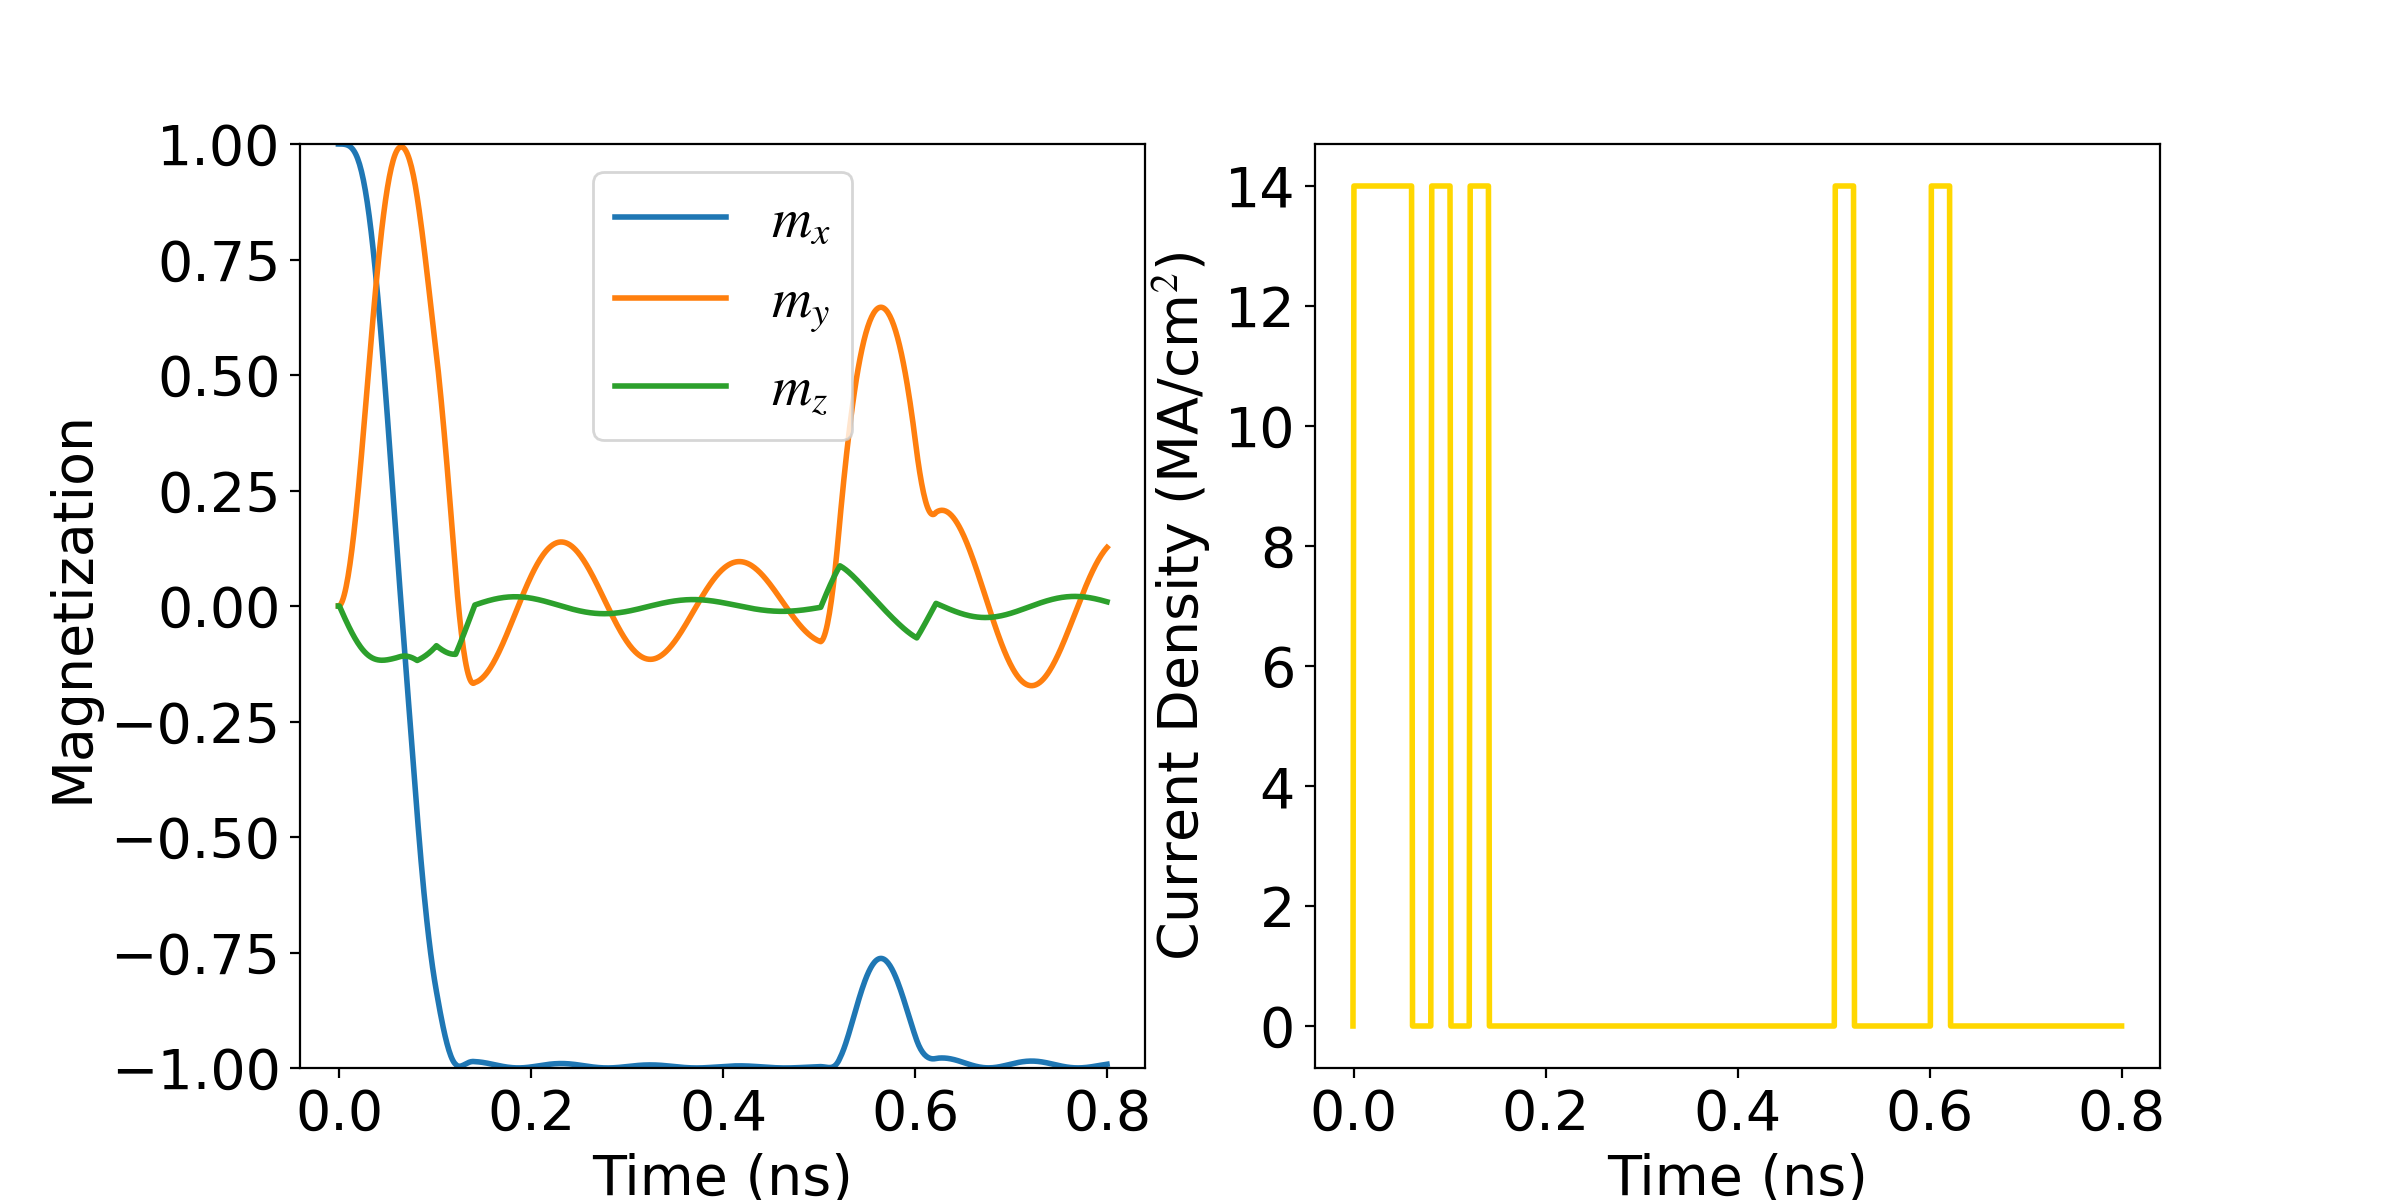 Magnetization
1.00
0.75
0.50
0.25
0.00
−0.25
−0.50
−0.75
−1.00
0.0 0.2 0.4 0.6 0.8
Time (ns)
m_x
m_y
m_z
Current Density (MA/cm²)
14
12
10
8
6
4
2
0
0.0 0.2 0.4 0.6 0.8
Time (ns)